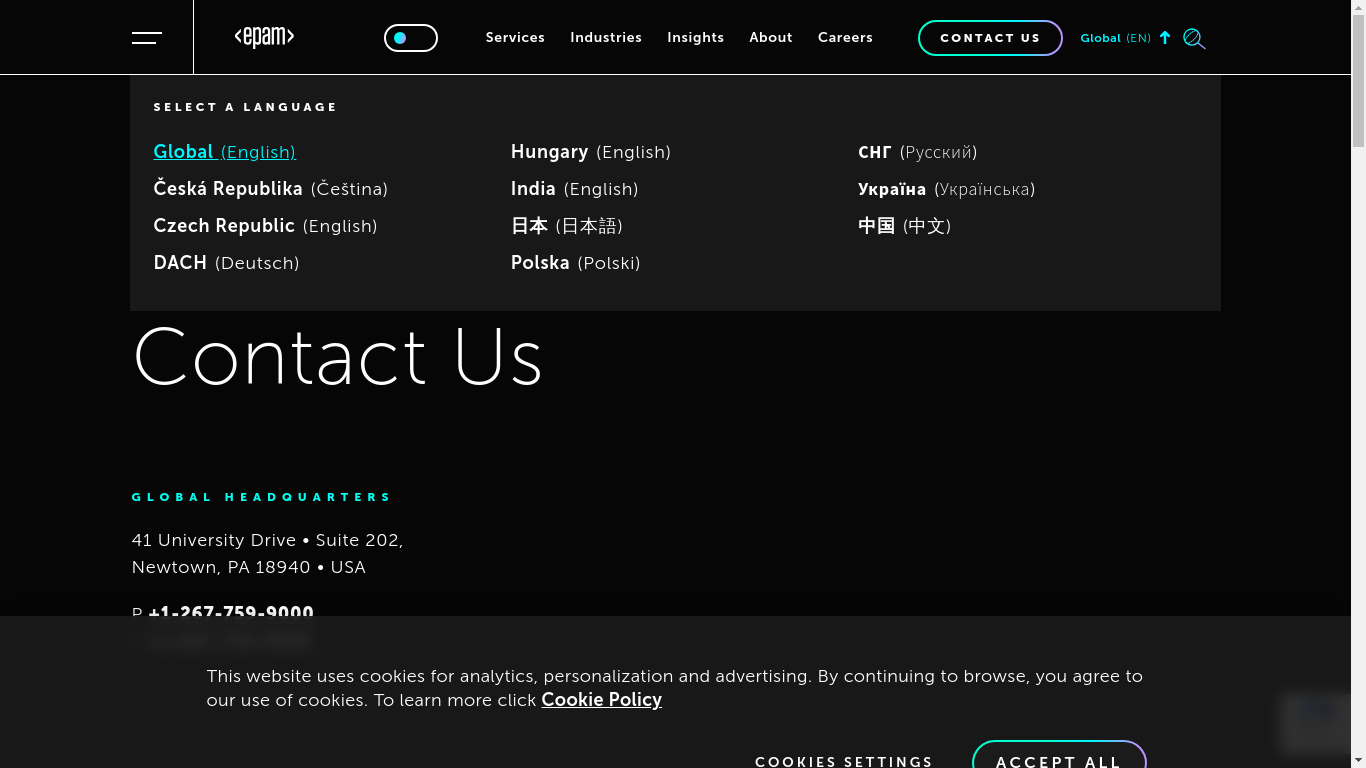 <epam>
Services Industries Insights About Careers CONTACT US Global (EN)
SELECT A LANGUAGE
Global (English)
Česká Republika (Čeština)
Czech Republic (English)
DACH (Deutsch)
Hungary (English)
India (English)
日本 (日本語)
Polska (Polski)
СНГ (Русский)
Україна (Українська)
中国 (中文)
Contact Us
GLOBAL HEADQUARTERS
41 University Drive • Suite 202,
Newtown, PA 18940 • USA
P +1-267-759-9000
This website uses cookies for analytics, personalization and advertising. By continuing to browse, you agree to
our use of cookies. To learn more click Cookie Policy
COOKIES SETTINGS ACCEPT ALL